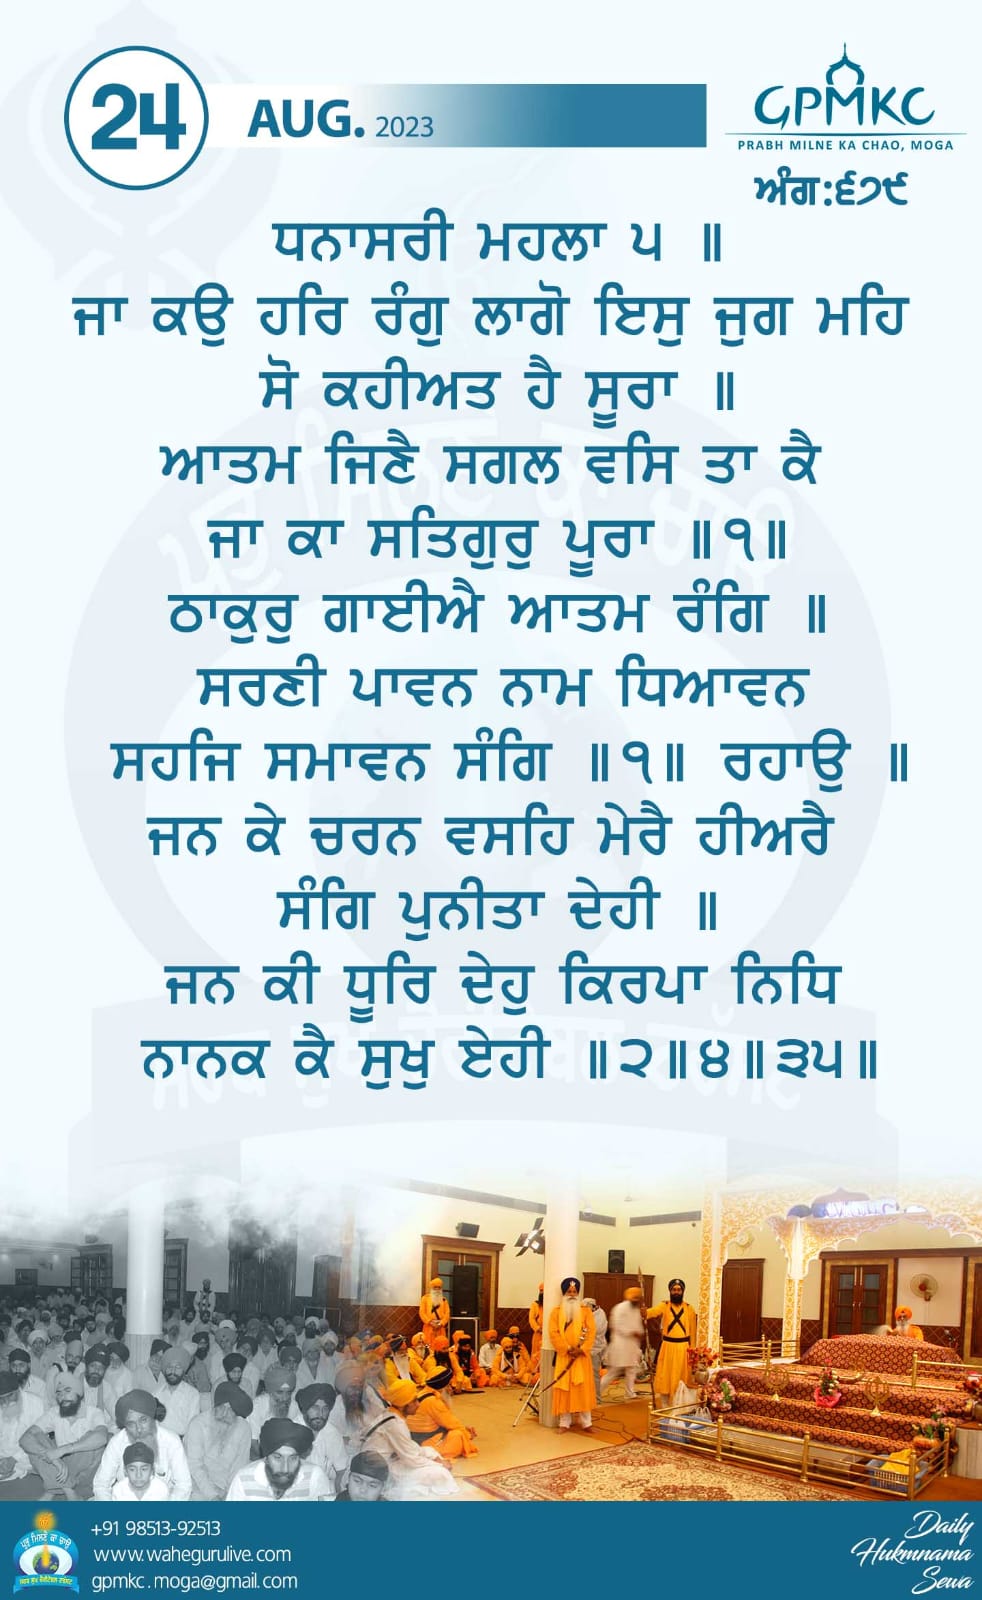 24
AUG. 2023
GPMKC
PRABH MILNE KA CHAO, MOGA
ਅੰਗ:੬੭੯
ਧਨਾਸਰੀ ਮਹਲਾ ੫ ॥
ਜਾ ਕਉ ਹਰਿ ਰੰਗੁ ਲਾਗੋ ਇਸੁ ਜੁਗ ਮਹਿ
ਸੋ ਕਹੀਅਤ ਹੈ ਸੂਰਾ ॥
ਆਤਮ ਜਿਣੈ ਸਗਲ ਵਸਿ ਤਾ ਕੈ
ਜਾ ਕਾ ਸਤਿਗੁਰੁ ਪੂਰਾ ॥੧॥
ਠਾਕੁਰੁ ਗਾਈਐ ਆਤਮ ਰੰਗਿ ॥
ਸਰਣੀ ਪਾਵਨ ਨਾਮ ਧਿਆਵਨ
ਸਹਜਿ ਸਮਾਵਨ ਸੰਗਿ ॥੧॥ ਰਹਾਉ ॥
ਜਨ ਕੇ ਚਰਨ ਵਸਹਿ ਮੇਰੈ ਹੀਅਰੈ
ਸੰਗਿ ਪੁਨੀਤਾ ਦੇਹੀ ॥
ਜਨ ਕੀ ਧੂਰਿ ਦੇਹੁ ਕਿਰਪਾ ਨਿਧਿ
ਨਾਨਕ ਕੈ ਸੁਖੁ ਏਹੀ ॥੨॥੪॥੩੫॥
+91 98513-92513
www.wahegurulive.com
gpmkc.moga@gmail.com
ਪ੍ਰਭ ਮਿਲਣੈ ਕਾ ਚਾਉ
Daily
Hukmnama
Sewa